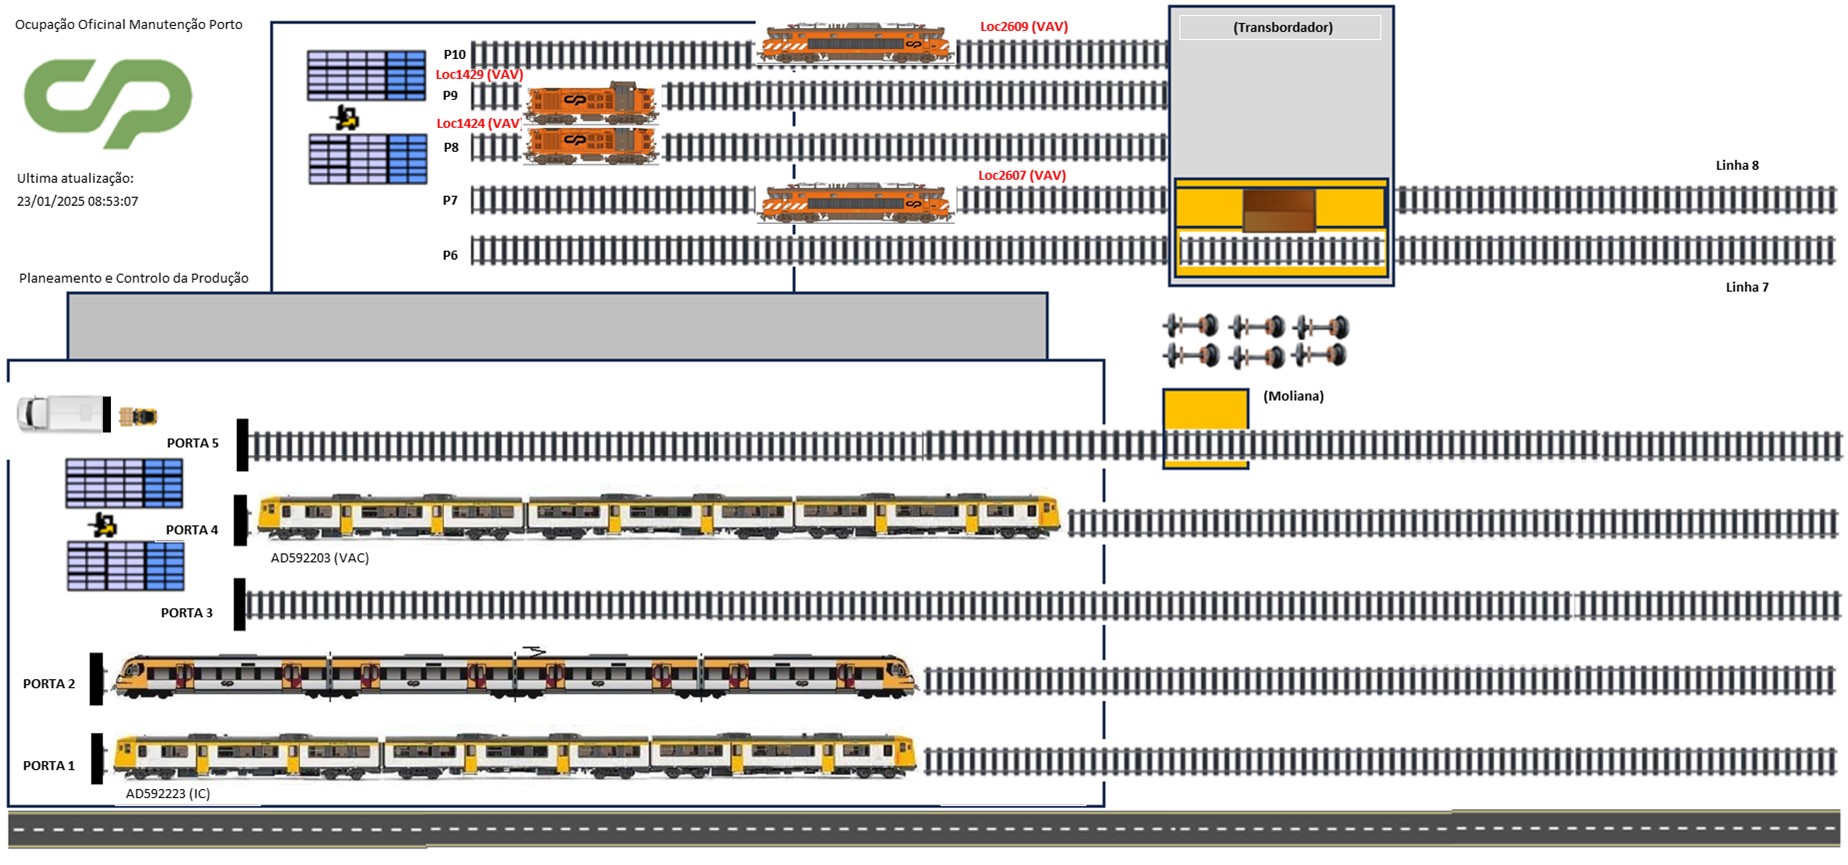 Ocupação Oficinal Manutenção Porto
Ultima atualização:
23/01/2025 08:53:07
Planeamento e Controlo da Produção
P10
Loc2609 (VAV)
(Transbordador)
Loc1429 (VAV)
P9
Loc1424 (VAV)
P8
Loc2607 (VAV)
P7
Linha 8
P6
Linha 7
(Moliana)
PORTA 5
PORTA 4
AD592203 (VAC)
PORTA 3
PORTA 2
PORTA 1
AD592223 (IC)